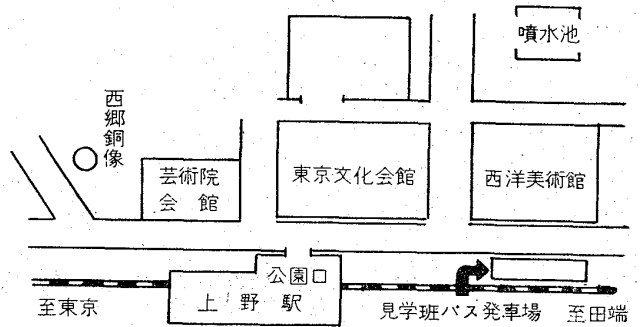 噴水池
西郷銅像
芸術院
会館
東京文化会館
西洋美術館
公園口
上野駅
至東京
見学班バス発車場
至田端